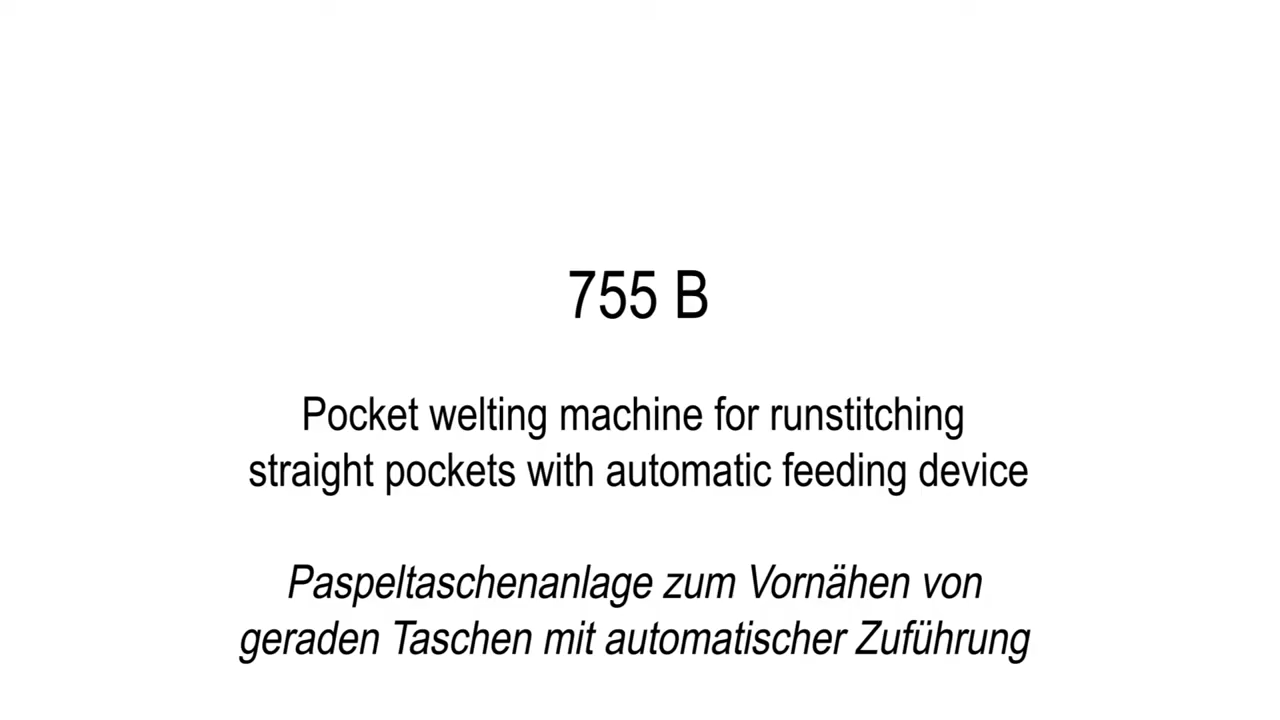 755 B
Pocket welting machine for runstitching
straight pockets with automatic feeding device
Paspeltaschenanlage zum Vornähen von
geraden Taschen mit automatischer Zuführung